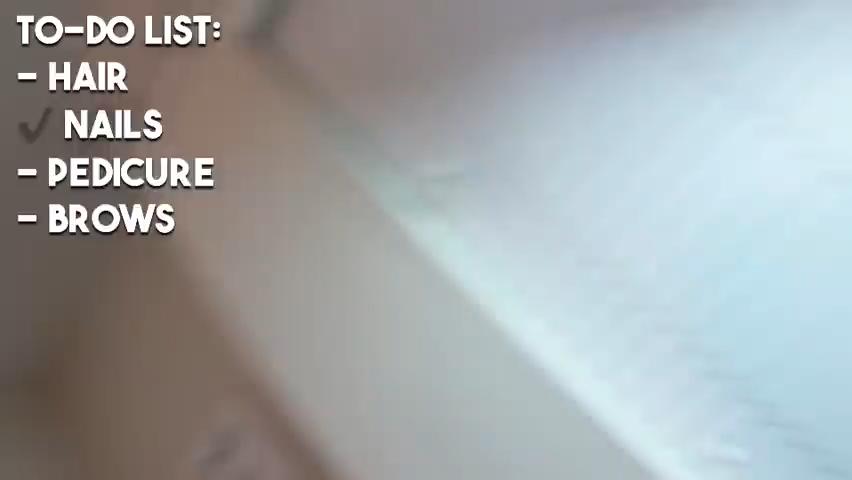 TO-DO LIST:
- HAIR
✔ NAILS
- PEDICURE
- BROWS